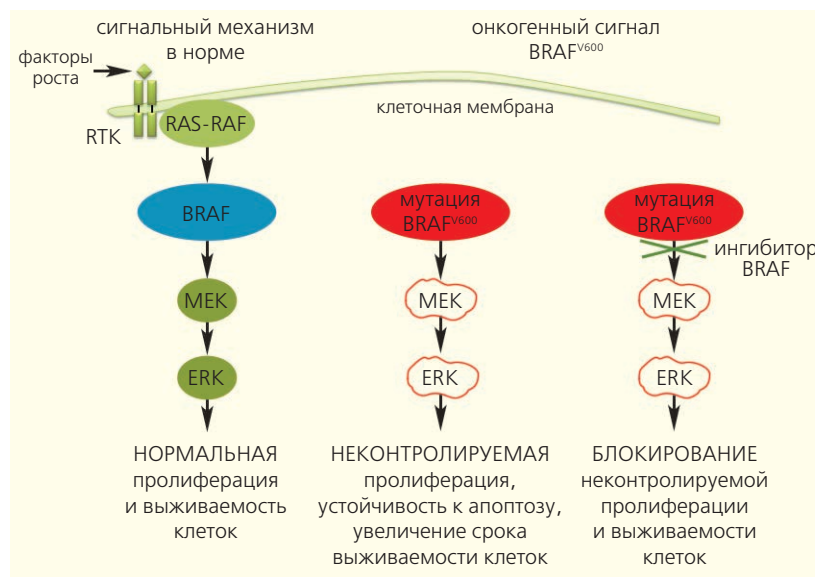 сигнальный механизм
в норме
онкогенный сигнал
BRAFV600
факторы
роста
клеточная мембрана
RTK
RAS-RAF
BRAF
MEK
ERK
НОРМАЛЬНАЯ
пролиферация
и выживаемость
клеток
мутация
BRAFV600
MEK
ERK
НЕКОНТРОЛИРУЕМАЯ
пролиферация,
устойчивость к апоптозу,
увеличение срока
выживаемости клеток
мутация
BRAFV600
ингибитор
BRAF
MEK
ERK
БЛОКИРОВАНИЕ
неконтролируемой
пролиферации
и выживаемости
клеток